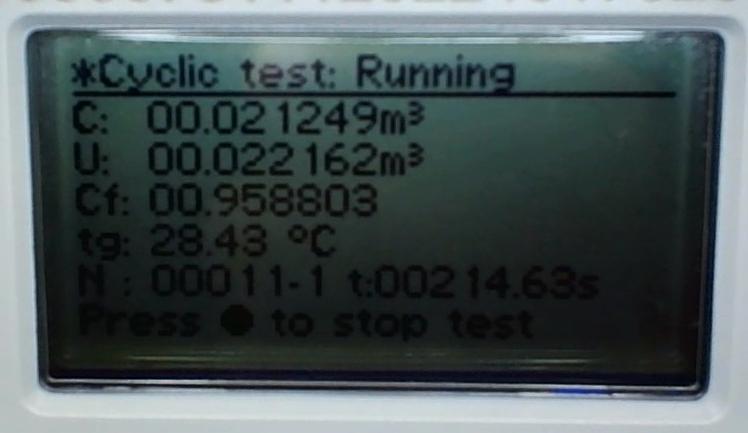 *Cyclic test: Running
C: 00.021249m³
U: 00.022162m³
Cf: 00.958803
tg: 28.43 °C
N : 00011-1 t:00214.63s
Press ● to stop test